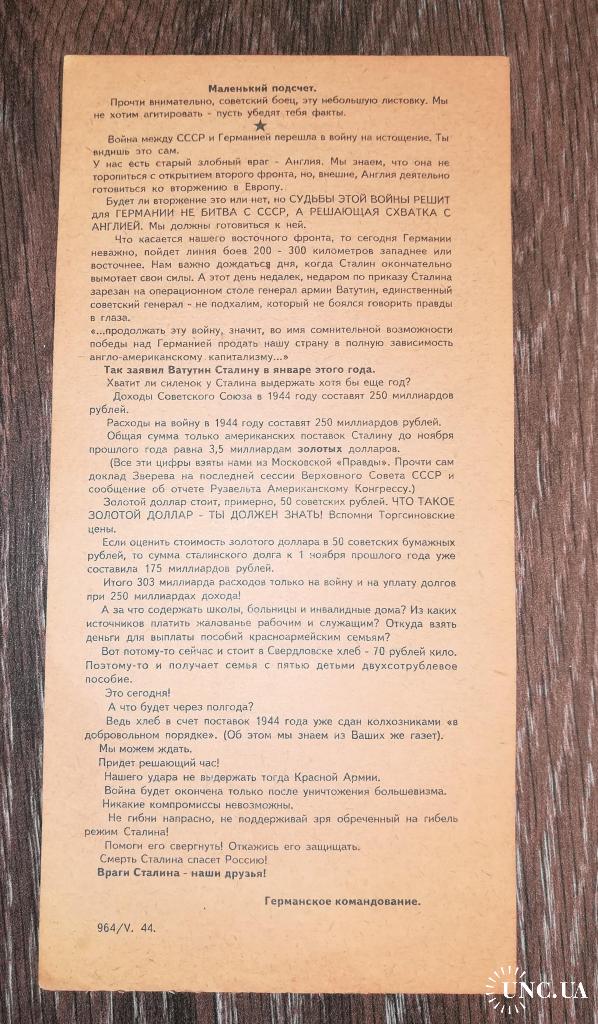 Маленький подсчет.
Прочти внимательно, советский боец, эту небольшую листовку. Мы
не хотим агитировать - пусть убедят тебя факты.
★
Война между СССР и Германией перешла в войну на истощение. Ты
видишь это сам.
У нас есть старый злобный враг - Англия. Мы знаем, что она не
торопиться с открытием второго фронта, но, внешне, Англия деятельно
готовиться ко вторжению в Европу.
Будет ли вторжение это или нет, но СУДЬБЫ ЭТОЙ ВОЙНЫ РЕШИТ
для ГЕРМАНИИ НЕ БИТВА С СССР, А РЕШАЮЩАЯ СХВАТКА С
АНГЛИЕЙ. Мы должны готовиться к ней.
Что касается нашего восточного фронта, то сегодня Германии
неважно, пойдет линия боев 200 - 300 километров западнее или
восточнее. Нам важно дождаться дня, когда Сталин окончательно
вымотает свои силы. А этот день недалек, недаром по приказу Сталина
зарезан на операционном столе генерал армии Ватутин, единственный
советский генерал - не подхалим, который не боялся говорить правды
в глаза.
«...продолжать эту войну, значит, во имя сомнительной возможности
победы над Германией продать нашу страну в полную зависимость
англо-американскому капитализму...»
Так заявил Ватутин Сталину в январе этого года.
Хватит ли силенок у Сталина выдержать хотя бы еще год?
Доходы Советского Союза в 1944 году составят 250 миллиардов
рублей.
Расходы на войну в 1944 году составят 250 миллиардов рублей.
Общая сумма только американских поставок Сталину до ноября
прошлого года равна 3,5 миллиардам золотых долларов.
(Все эти цифры взяты нами из Московской «Правды». Прочти сам
доклад Зверева на последней сессии Верховного Совета СССР и
сообщение об отчете Рузвельта Американскому Конгрессу.)
Золотой доллар стоит, примерно, 50 советских рублей. ЧТО ТАКОЕ
ЗОЛОТОЙ ДОЛЛАР - ТЫ ДОЛЖЕН ЗНАТЬ! Вспомни Торгсиновские
цены.
Если оценить стоимость золотого доллара в 50 советских бумажных
рублей, то сумма сталинского долга к 1 ноября прошлого года уже
составила 175 миллиардов рублей.
Итого 303 миллиарда расходов только на войну и на уплату долгов
при 250 миллиардах дохода!
А за что содержать школы, больницы и инвалидные дома? Из каких
источников платить жалованье рабочим и служащим? Откуда взять
деньги для выплаты пособий красноармейским семьям?
Вот потому-то сейчас и стоит в Свердловске хлеб - 70 рублей кило.
Поэтому-то и получает семья с пятью детьми двухсотрублевое
пособие.
Это сегодня!
А что будет через полгода?
Ведь хлеб в счет поставок 1944 года уже сдан колхозниками «в
добровольном порядке». (Об этом мы знаем из Ваших же газет).
Мы можем ждать.
Придет решающий час!
Нашего удара не выдержать тогда Красной Армии.
Война будет окончена только после уничтожения большевизма.
Никакие компромиссы невозможны.
Не гибни напрасно, не поддерживай зря обреченный на гибель
режим Сталина!
Помоги его свергнуть! Откажись его защищать.
Смерть Сталина спасет Россию!
Враги Сталина - наши друзья!
Германское командование.
964/V. 44.
UNC.UA